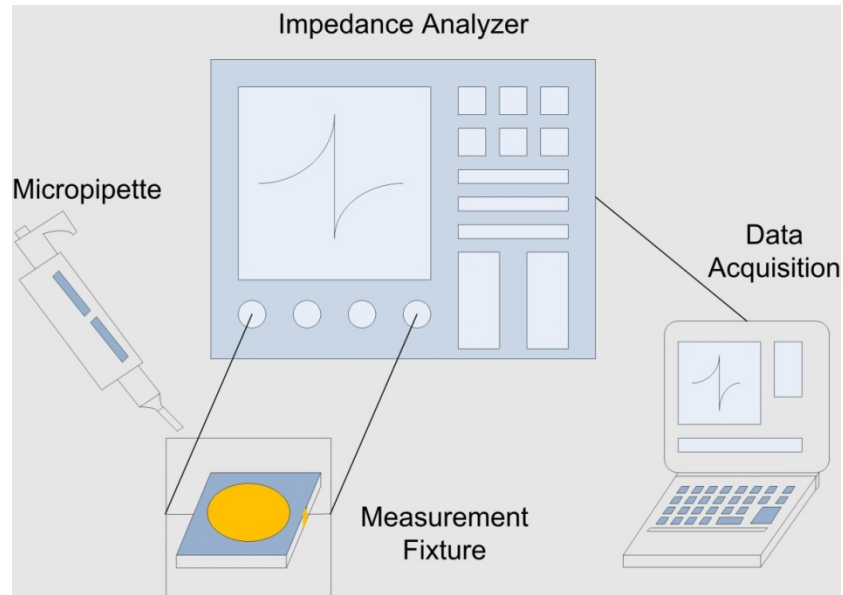 Impedance Analyzer
Micropipette
Data
Acquisition
Measurement
Fixture